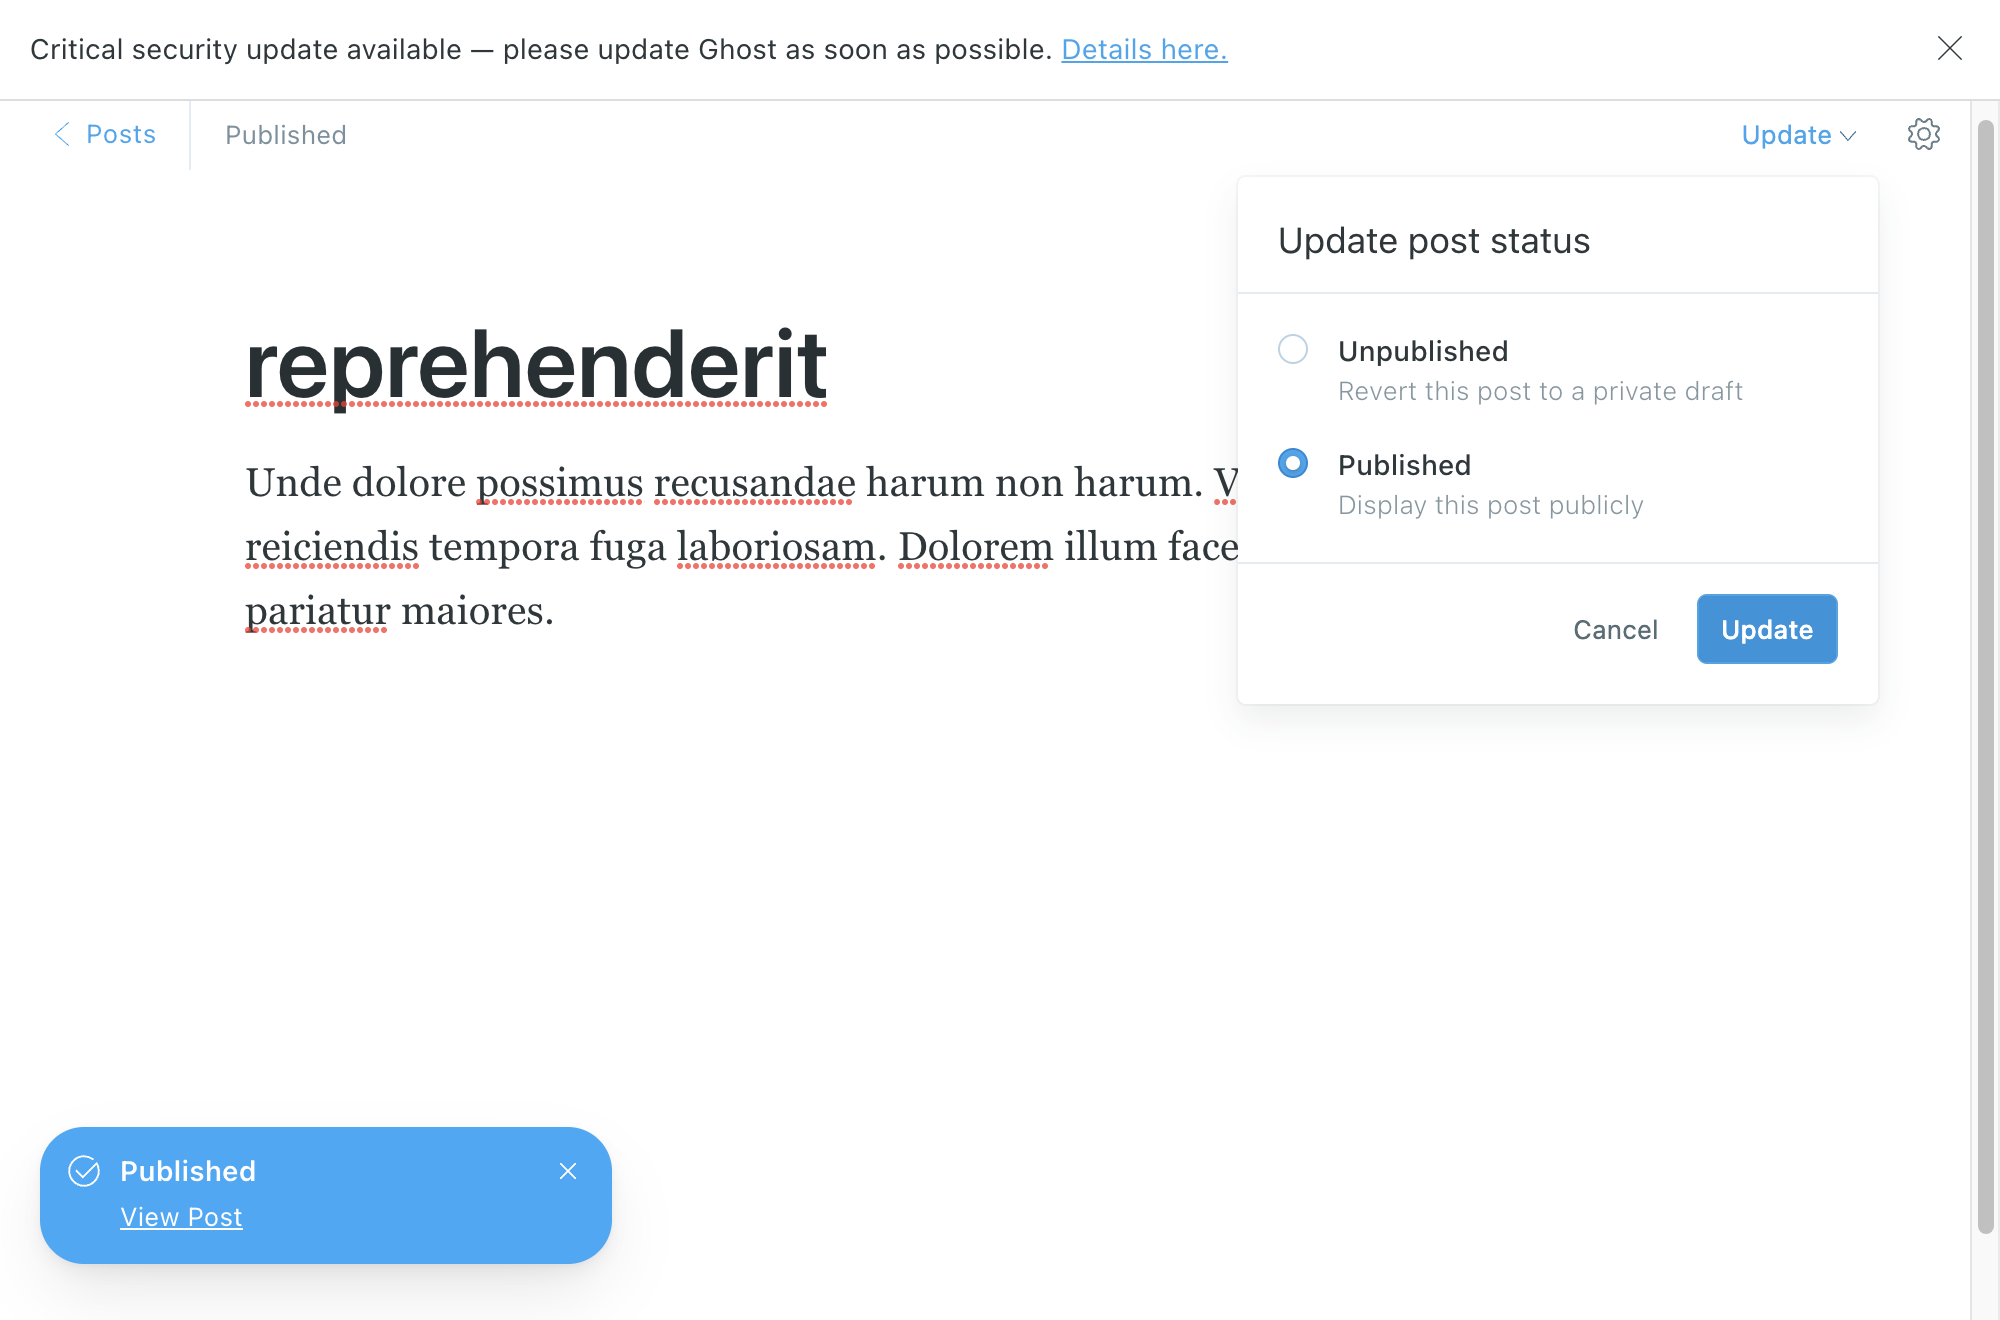 Critical security update available — please update Ghost as soon as possible. Details here.
Posts
Published
Update
Update post status
Unpublished
Revert this post to a private draft
Published
Display this post publicly
Cancel
Update
reprehenderit
Unde dolore possimus recusandae harum non harum.
reiciendis tempora fuga laboriosam. Dolorem illum
pariatur maiores.
Published
View Post